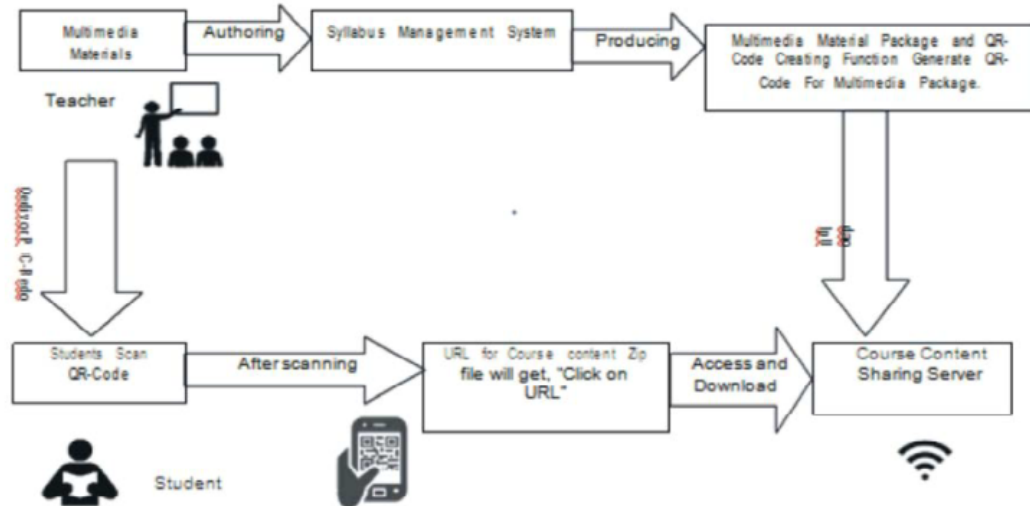 Multimedia
Materials
Authoring
Syllabus Management System
Producing
Multimedia Material Package and QR-
Code Creating Function Generate QR-
Code For Multimedia Package.
Teacher
Students Scan
QR-Code
After scanning
URL for Course content Zip
file will get, "Click on
URL"
Access and
Download
Course Content
Sharing Server
Student